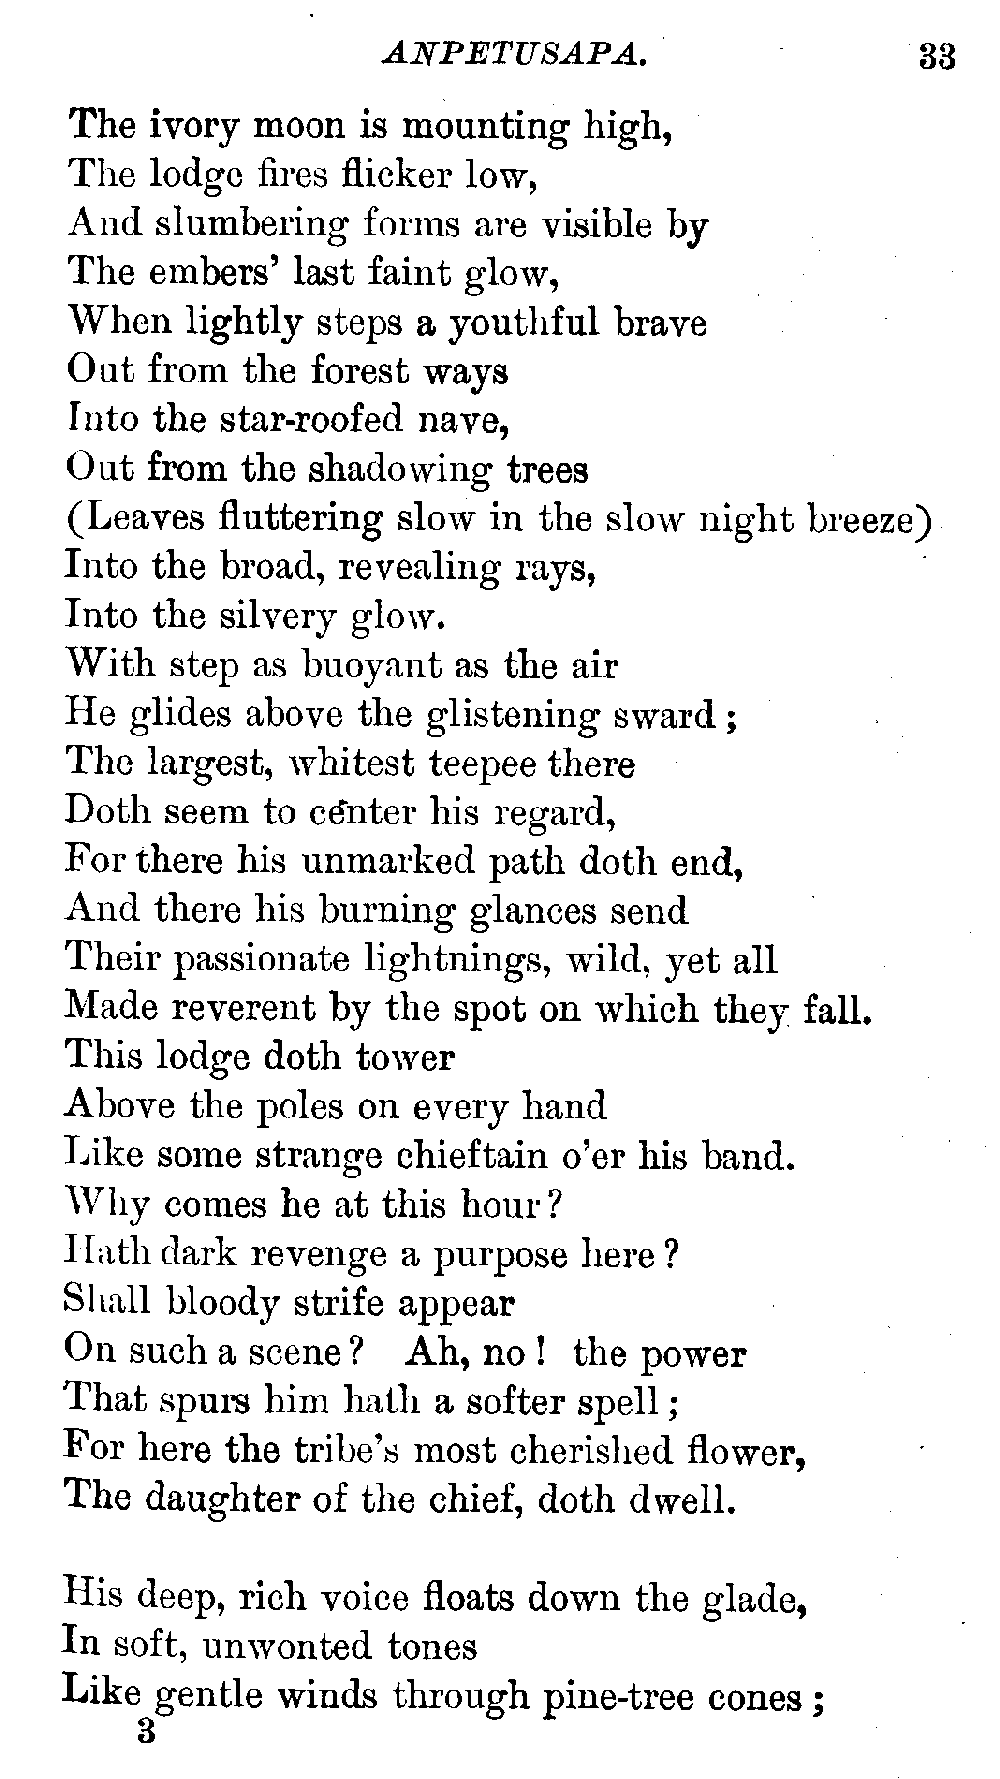 ANPETUSAPA. 33
The ivory moon is mounting high,
The lodge fires flicker low,
And slumbering forms are visible by
The embers' last faint glow,
When lightly steps a youthful brave
Out from the forest ways
Into the star-roofed nave,
Out from the shadowing trees
(Leaves fluttering slow in the slow night breeze)
Into the broad, revealing rays,
Into the silvery glow.
With step as buoyant as the air
He glides above the glistening sward;
The largest, whitest teepee there
Doth seem to center his regard,
For there his unmarked path doth end,
And there his burning glances send
Their passionate lightnings, wild, yet all
Made reverent by the spot on which they fall.
This lodge doth tower
Above the poles on every hand
Like some strange chieftain o'er his band.
Why comes he at this hour?
Hath dark revenge a purpose here?
Shall bloody strife appear
On such a scene? Ah, no! the power
That spurs him hath a softer spell;
For here the tribe's most cherished flower,
The daughter of the chief, doth dwell.
His deep, rich voice floats down the glade,
In soft, unwonted tones
Like gentle winds through pine-tree cones;
3